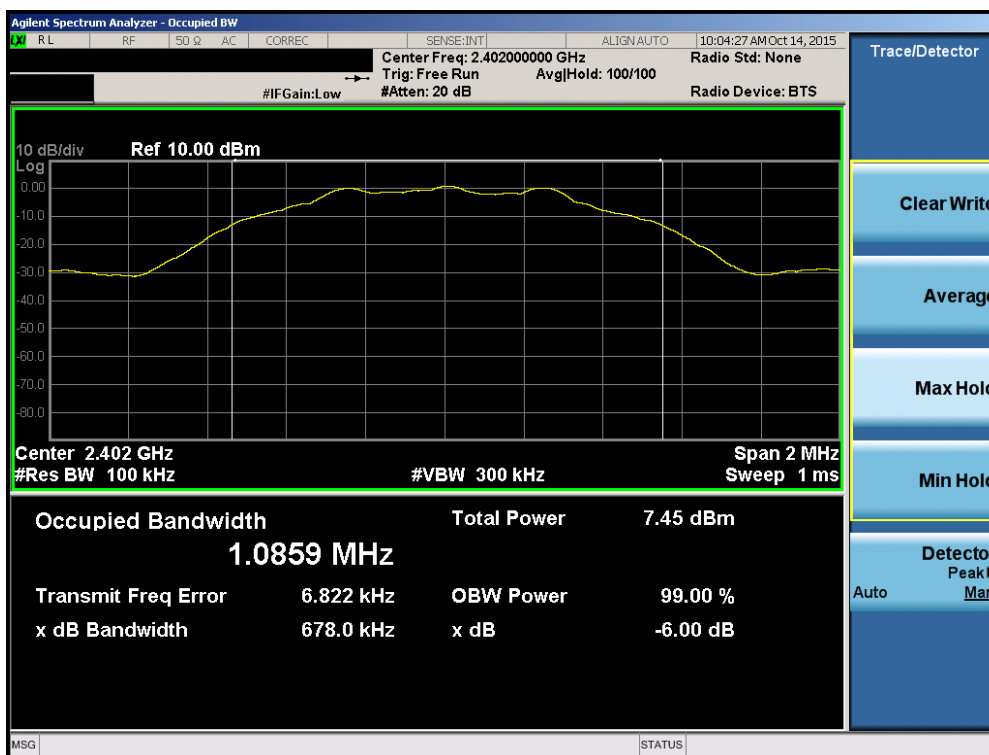 Agilent Spectrum Analyzer - Occupied BW
LXI RL RF 50 Ω AC CORREC SENSE:INT ALIGN AUTO 10:04:27 AM Oct 14, 2015
Center Freq: 2.402000000 GHz Radio Std: None
Trig: Free Run Avg|Hold: 100/100
#IFGain:Low #Atten: 20 dB Radio Device: BTS
10 dB/div Ref 10.00 dBm
Log
0.00
-10.0
-20.0
-30.0
-40.0
-50.0
-60.0
-70.0
-80.0
Center 2.402 GHz Span 2 MHz
#Res BW 100 kHz #VBW 300 kHz Sweep 1 ms
Occupied Bandwidth Total Power 7.45 dBm
1.0859 MHz
Transmit Freq Error 6.822 kHz OBW Power 99.00 %
x dB Bandwidth 678.0 kHz x dB -6.00 dB
Trace/Detector
Clear Write
Average
Max Hold
Min Hold
Detecto
Peak
Auto Man
MSG STATUS